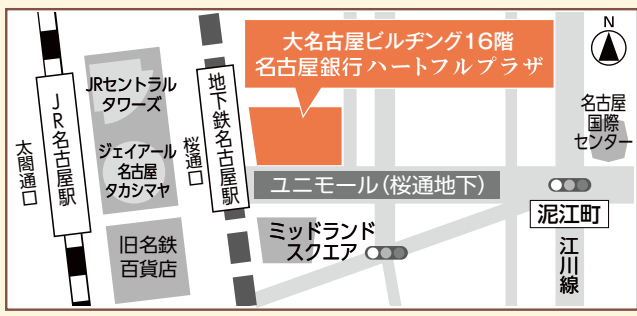 大名古屋ビルヂング16階
名古屋銀行 ハートフルプラザ
N
JRセントラル
タワーズ
地下鉄名古屋駅
JR名古屋駅
太閤通口
桜通口
ジェイアール
名古屋
タカシマヤ
名古屋
国際
センター
ユニモール(桜通地下)
泥江町
旧名鉄
百貨店
ミッドランド
スクエア
江川線